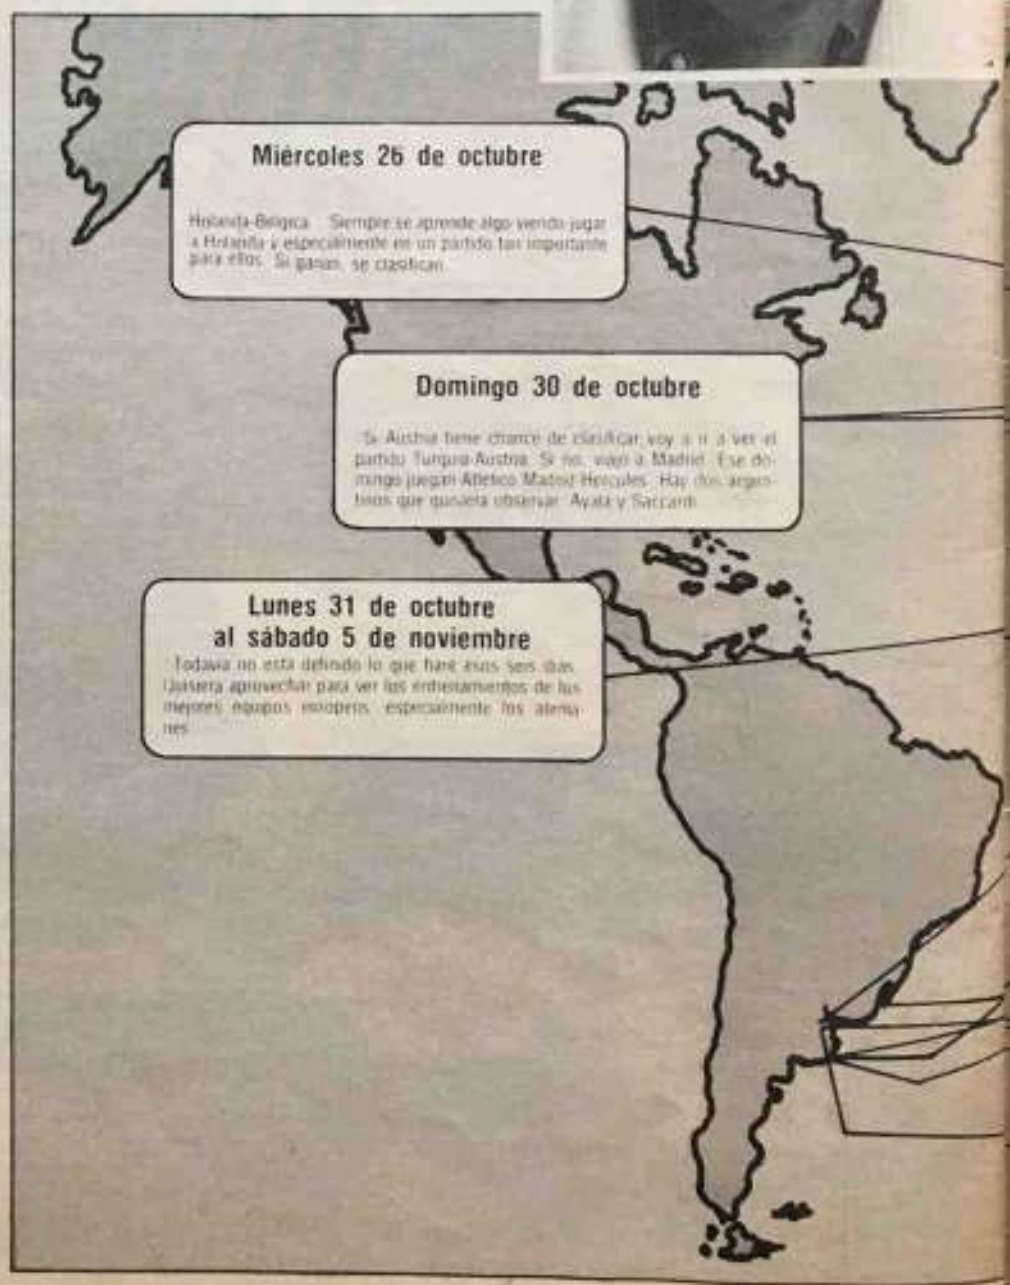 Miércoles 26 de octubre
Holanda-Bélgica. Siempre se aprende algo viendo jugar
a Holanda y especialmente en un partido tan importante
para ellos. Si ganan, se clasifican.
Domingo 30 de octubre
Si Austria tiene chance de clasificar voy a ir a ver el
partido Turquía-Austria. Si no, viajo a Madrid. Ese do-
mingo juegan Atlético Madrid-Hércules. Hay dos argen-
tinos que quisiera observar: Ayala y Saccardi.
Lunes 31 de octubre
al sábado 5 de noviembre
Todavía no está definido lo que haré esos seis días.
Quisiera aprovechar para ver los entrenamientos de los
mejores equipos europeos, especialmente los alema-
nes.